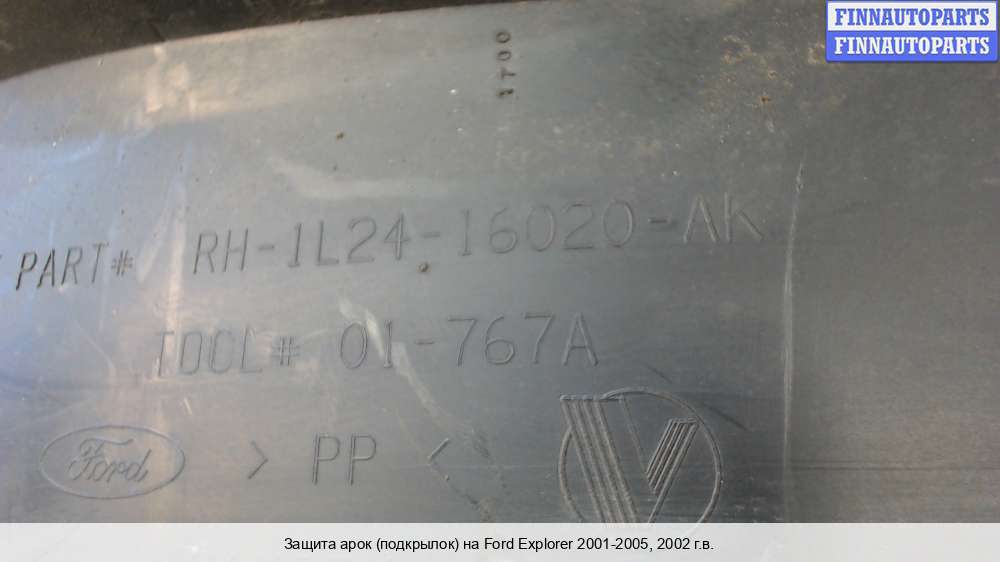 FINNAUTOPARTS
FINNAUTOPARTS
PART# RH-1L24-16020-AK
TOOL# 01-767A
Ford > PP <
Защита арок (подкрылок) на Ford Explorer 2001-2005, 2002 г.в.